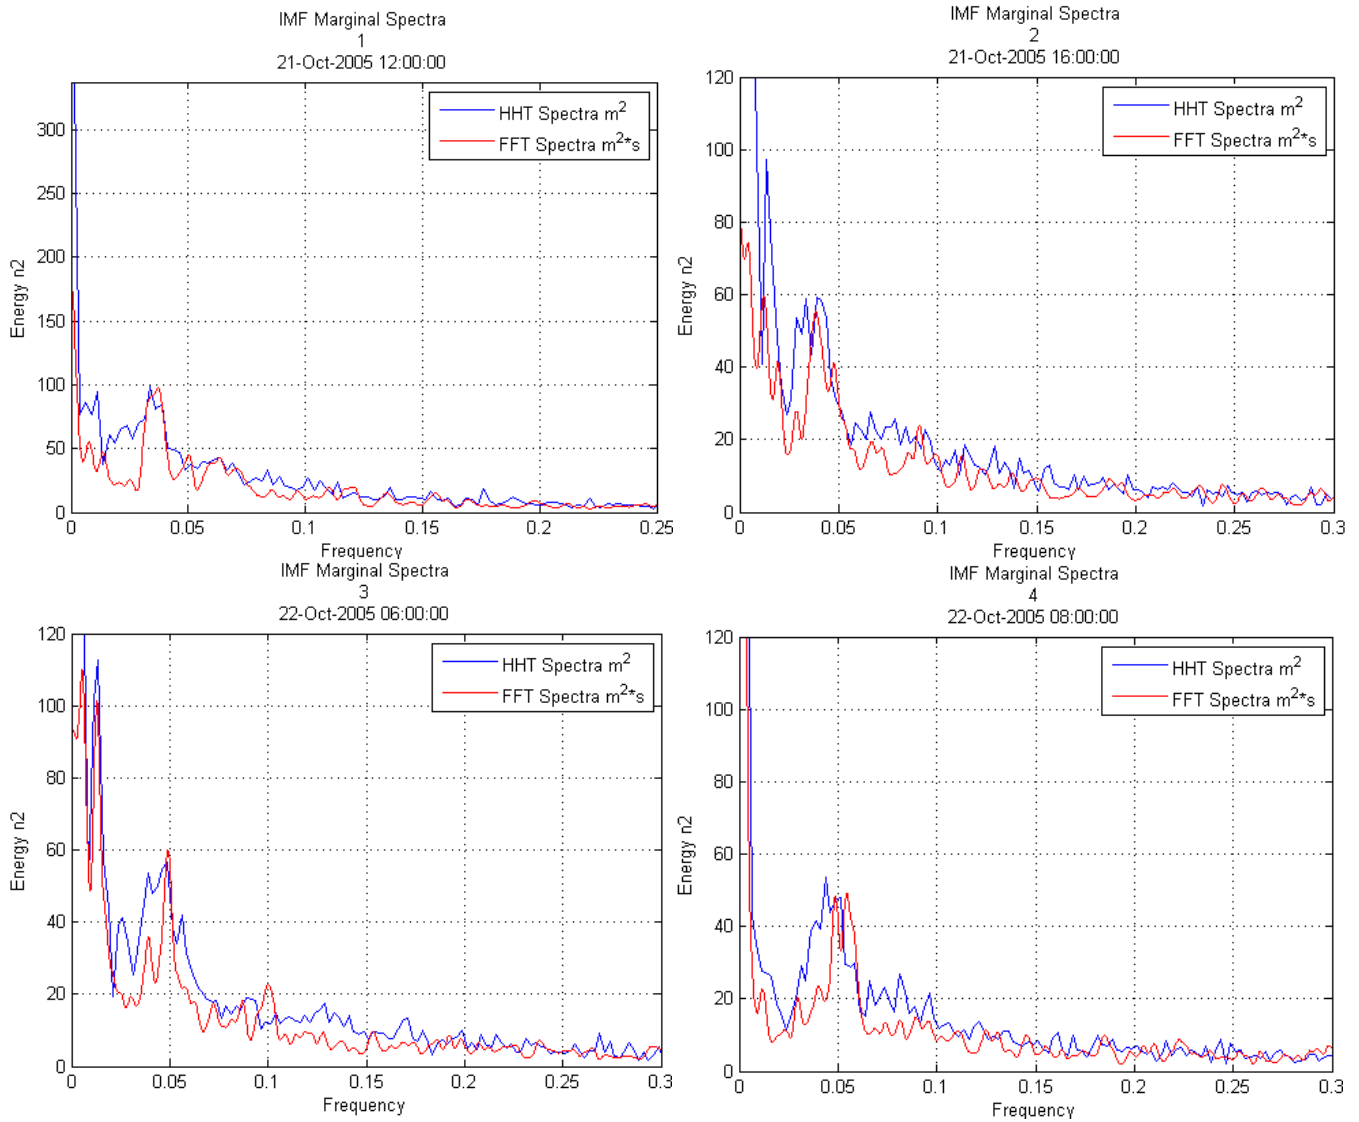 IMF Marginal Spectra
1
21-Oct-2005 12:00:00
HHT Spectra m²
FFT Spectra m²*s
300
250
200
150
100
50
0
Energy n2
0 0.05 0.1 0.15 0.2 0.25
Frequency
IMF Marginal Spectra
2
21-Oct-2005 16:00:00
HHT Spectra m²
FFT Spectra m²*s
120
100
80
60
40
20
0
Energy n2
0 0.05 0.1 0.15 0.2 0.25 0.3
Frequency
IMF Marginal Spectra
3
22-Oct-2005 06:00:00
HHT Spectra m²
FFT Spectra m²*s
120
100
80
60
40
20
0
Energy n2
0 0.05 0.1 0.15 0.2 0.25 0.3
Frequency
IMF Marginal Spectra
4
22-Oct-2005 08:00:00
HHT Spectra m²
FFT Spectra m²*s
120
100
80
60
40
20
0
Energy n2
0 0.05 0.1 0.15 0.2 0.25 0.3
Frequency